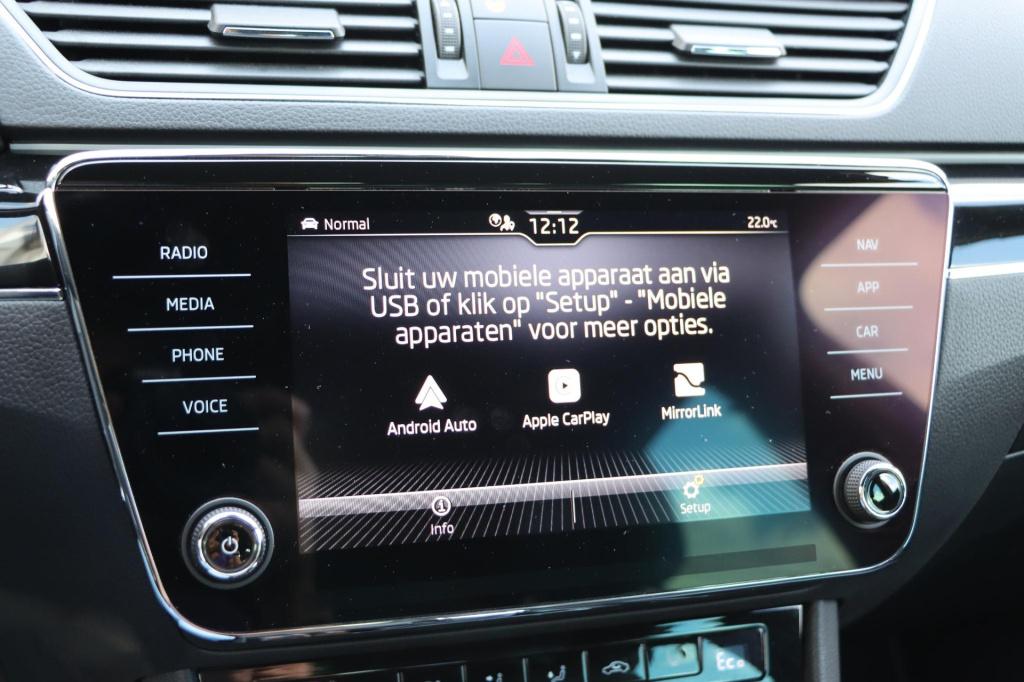 Normal 12:12 22.0°C
RADIO
MEDIA
PHONE
VOICE
Sluit uw mobiele apparaat aan via
USB of klik op "Setup" - "Mobiele
apparaten" voor meer opties.
Android Auto Apple CarPlay MirrorLink
Info Setup
NAV
APP
CAR
MENU
Eco